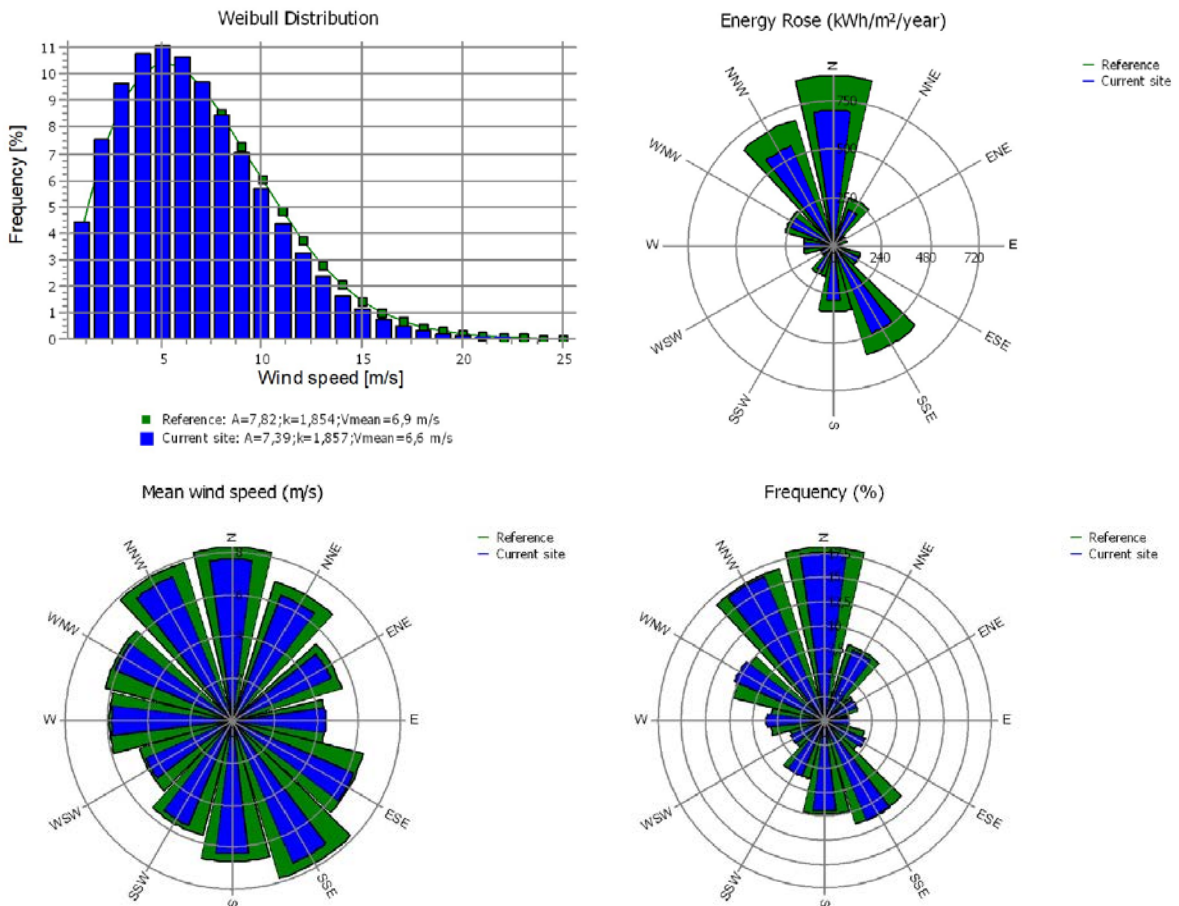 Weibull Distribution
Frequency [%]
11
10
9
8
7
6
5
4
3
2
1
0
5
10
15
20
25
Wind speed [m/s]
Reference: A=7,82;k=1,854;Vmean=6,9 m/s
Current site: A=7,39;k=1,857;Vmean=6,6 m/s
Energy Rose (kWh/m²/year)
Reference
Current site
N
NNE
ENE
E
ESE
SSE
S
SSW
WSW
W
WNW
NNW
750
240
480
720
Mean wind speed (m/s)
Reference
Current site
N
NNE
ENE
E
ESE
SSE
S
SSW
WSW
W
WNW
NNW
8
Frequency (%)
Reference
Current site
N
NNE
ENE
E
ESE
SSE
S
SSW
WSW
W
WNW
NNW